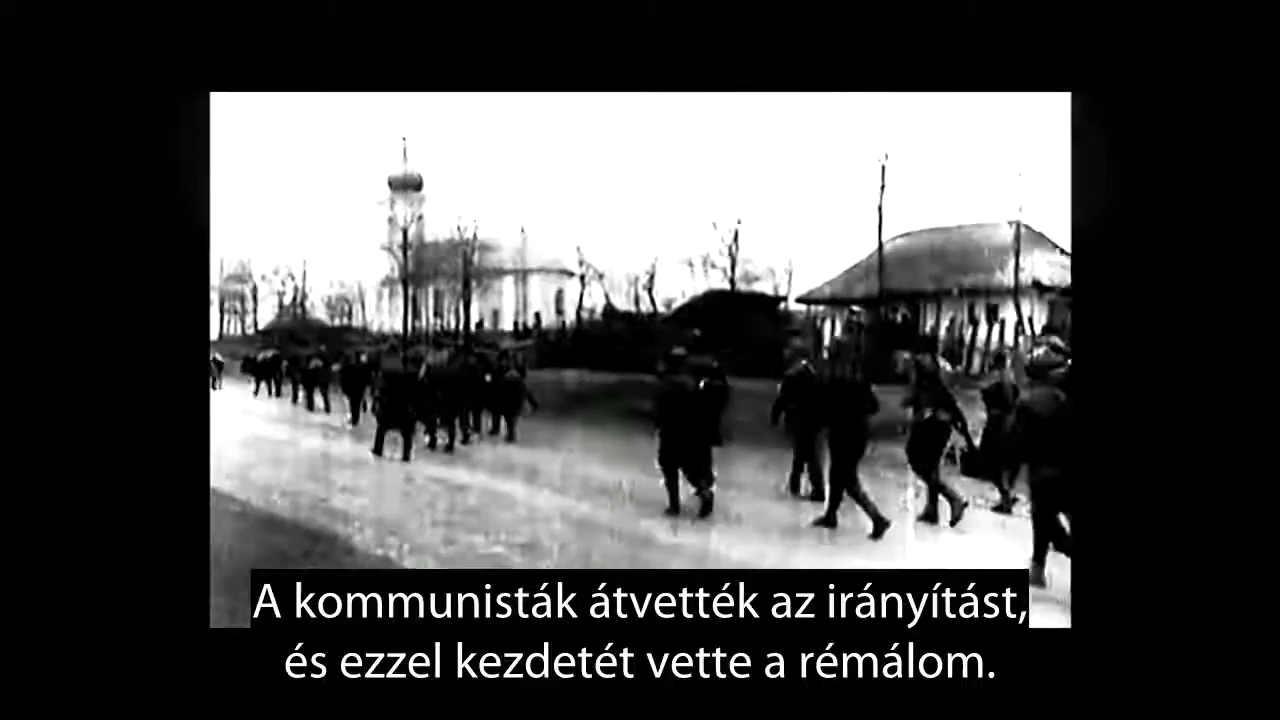 A kommunisták átvették az irányítást,
és ezzel kezdetét vette a rémálom.